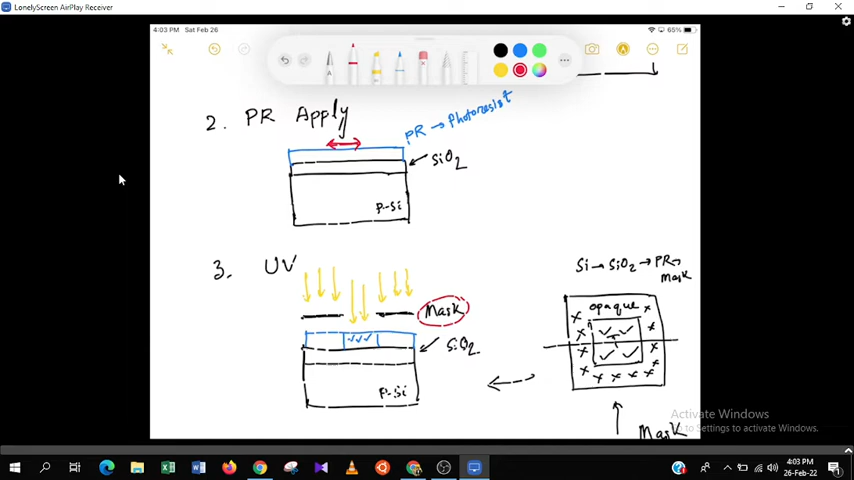 LonelyScreen AirPlay Receiver
4:03 PM Sat Feb 26
65%
2. PR Apply
PR → Photoresist
SiO2
P-Si
3. UV
Si → SiO2 → PR →
Mask
Mask
opaque
SiO2
P-Si
Mask
Activate Windows
Go to Settings to activate Windows.
4:03 PM
26-Feb-22